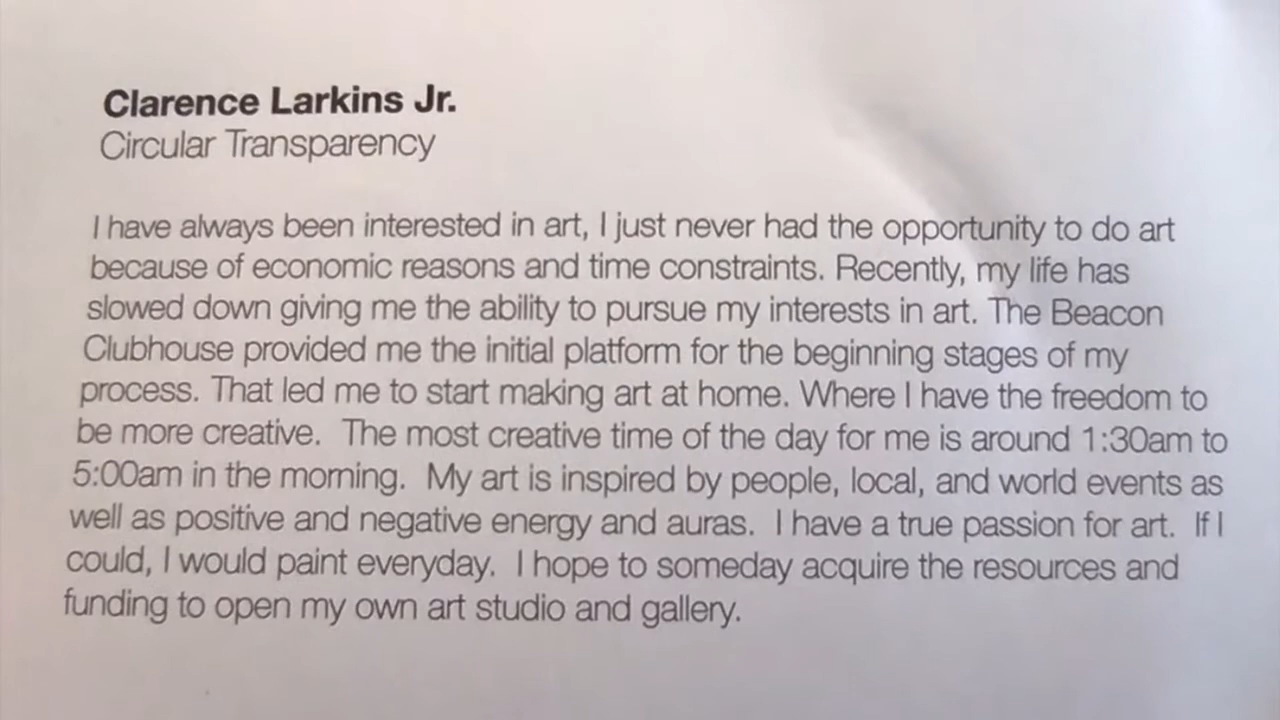 Clarence Larkins Jr.
Circular Transparency
I have always been interested in art, I just never had the opportunity to do art
because of economic reasons and time constraints. Recently, my life has
slowed down giving me the ability to pursue my interests in art. The Beacon
Clubhouse provided me the initial platform for the beginning stages of my
process. That led me to start making art at home. Where I have the freedom to
be more creative.  The most creative time of the day for me is around 1:30am to
5:00am in the morning.  My art is inspired by people, local, and world events as
well as positive and negative energy and auras.  I have a true passion for art.  If I
could, I would paint everyday.  I hope to someday acquire the resources and
funding to open my own art studio and gallery.